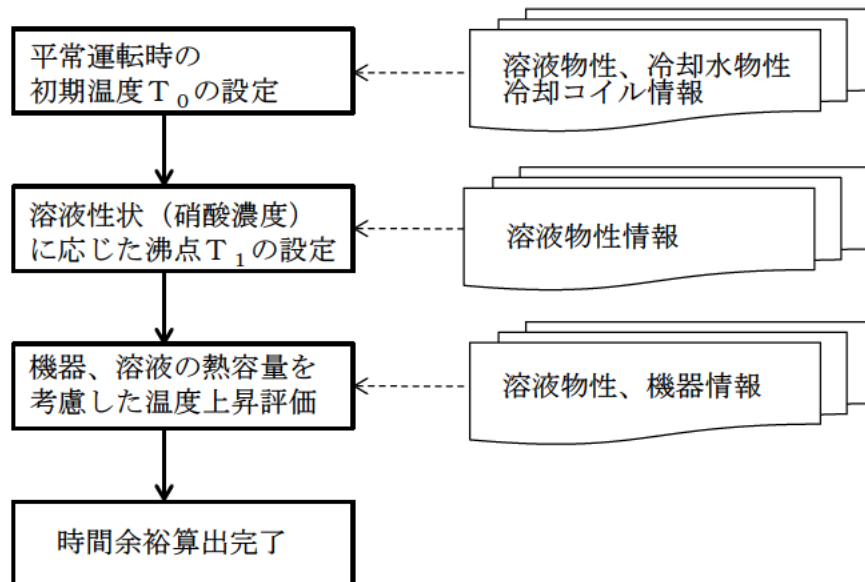 平常運転時の
初期温度T₀の設定
溶液物性、冷却水物性
冷却コイル情報
溶液性状（硝酸濃度）
に応じた沸点T₁の設定
溶液物性情報
機器、溶液の熱容量を
考慮した温度上昇評価
溶液物性、機器情報
時間余裕算出完了